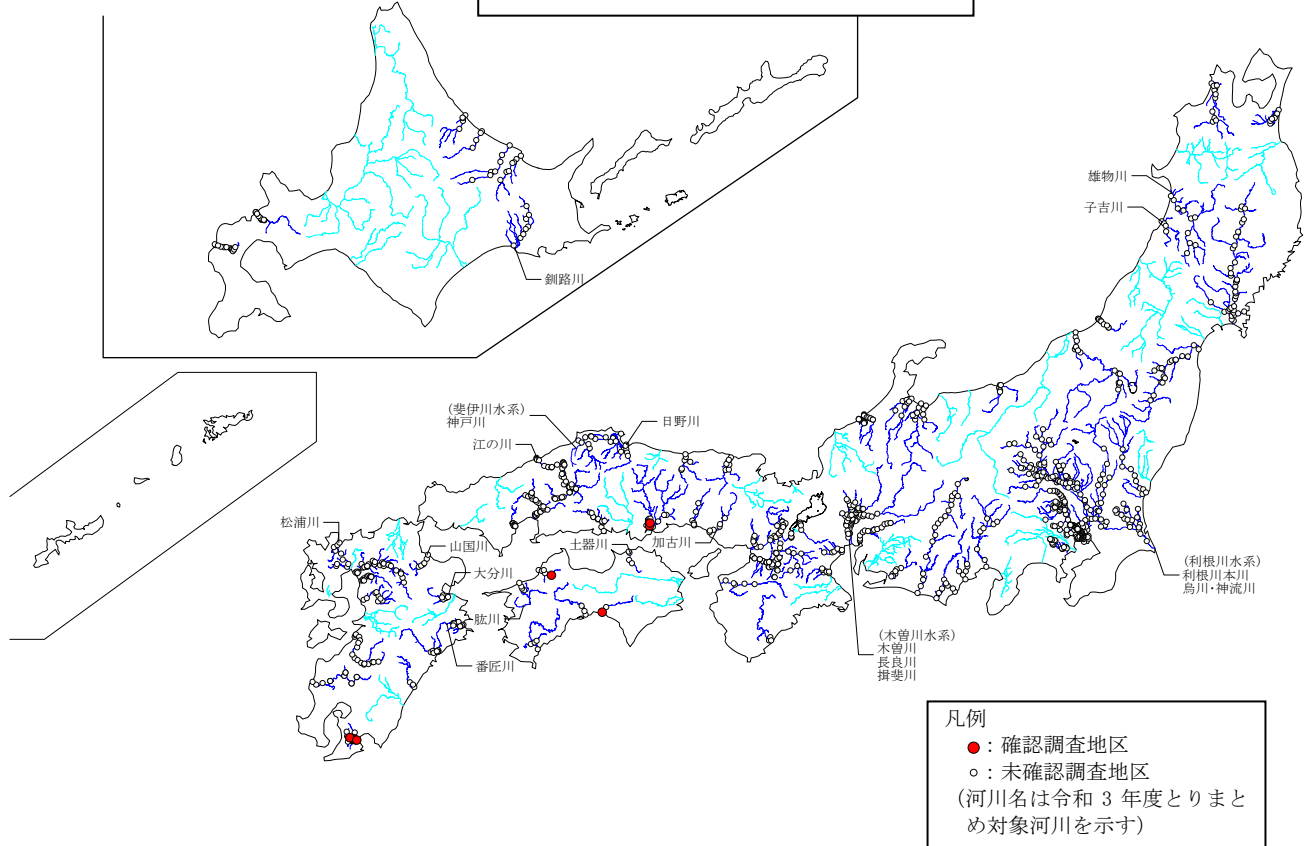 雄物川
子吉川
釧路川
(斐伊川水系)
神戸川
日野川
江の川
松浦川
山国川
土器川
加古川
大分川
(利根川水系)
利根川本川
烏川・神流川
肱川
(木曽川水系)
木曽川
長良川
揖斐川
番匠川
凡例
：確認調査地区
：未確認調査地区
(河川名は令和 3 年度とりまと
め対象河川を示す)